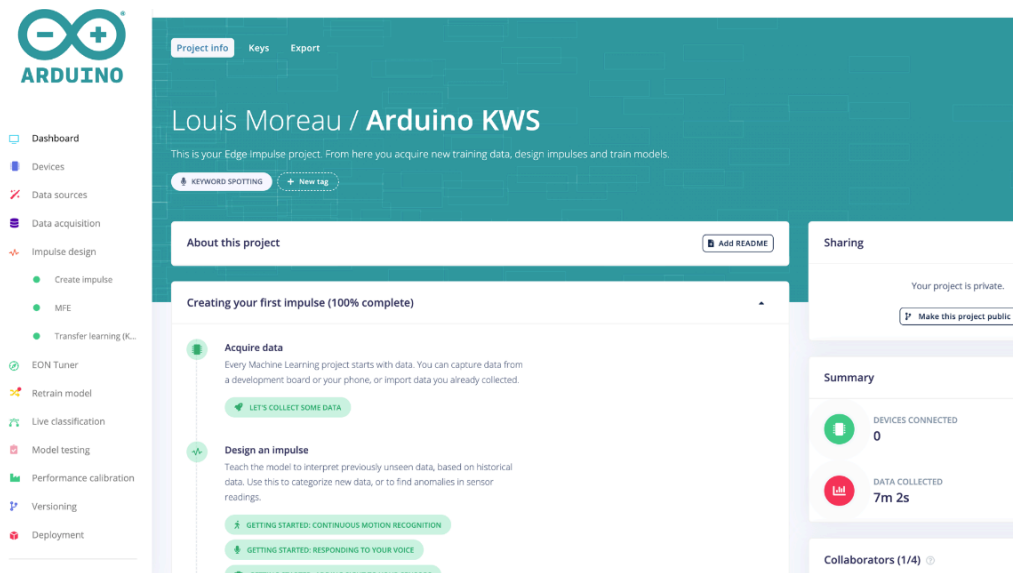 ARDUINO
Dashboard
Devices
Data sources
Data acquisition
Impulse design
Create impulse
MFE
Transfer learning (K...
EON Tuner
Retrain model
Live classification
Model testing
Performance calibration
Versioning
Deployment
Project info
Keys
Export
Louis Moreau / Arduino KWS
This is your Edge Impulse project. From here you acquire new training data, design impulses and train models.
KEYWORD SPOTTING
+ New tag
About this project
Add README
Creating your first impulse (100% complete)
Acquire data
Every Machine Learning project starts with data. You can capture data from
a development board or your phone, or import data you already collected.
LET'S COLLECT SOME DATA
Design an impulse
Teach the model to interpret previously unseen data, based on historical
data. Use this to categorize new data, or to find anomalies in sensor
readings.
GETTING STARTED: CONTINUOUS MOTION RECOGNITION
GETTING STARTED: RESPONDING TO YOUR VOICE
Sharing
Your project is private.
Make this project public
Summary
DEVICES CONNECTED
0
DATA COLLECTED
7m 2s
Collaborators (1/4)